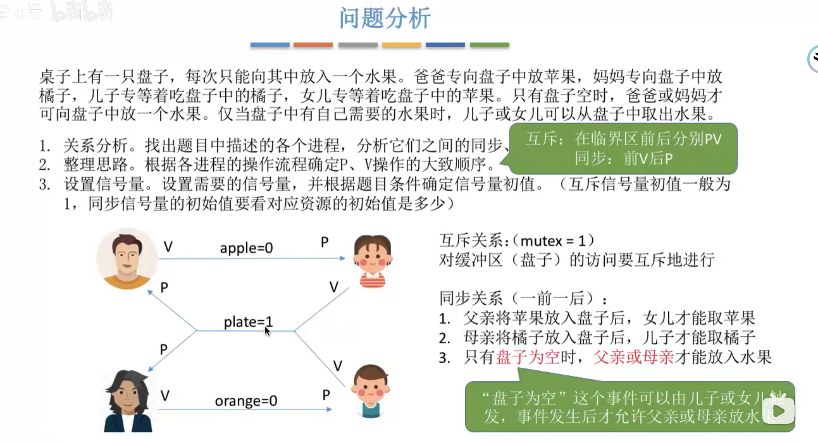 bilibili
问题分析
桌子上有一只盘子，每次只能向其中放入一个水果。爸爸专向盘子中放苹果，妈妈专向盘子中放
橘子，儿子专等着吃盘子中的橘子，女儿专等着吃盘子中的苹果。只有盘子空时，爸爸或妈妈才
可向盘子中放一个水果。仅当盘子中有自己需要的水果时，儿子或女儿可以从盘子中取出水果。
1. 关系分析。找出题目中描述的各个进程，分析它们之间的同步、
2. 整理思路。根据各进程的操作流程确定P、V操作的大致顺序。
3. 设置信号量。设置需要的信号量，并根据题目条件确定信号量初值。（互斥信号量初值一般为
1，同步信号量的初始值要看对应资源的初始值是多少）
互斥：在临界区前后分别PV
同步：前V后P
V
apple=0
P
P
V
plate=1
P
V
V
orange=0
P
互斥关系：（mutex = 1）
对缓冲区（盘子）的访问要互斥地进行
同步关系（一前一后）：
1. 父亲将苹果放入盘子后，女儿才能取苹果
2. 母亲将橘子放入盘子后，儿子才能取橘子
3. 只有盘子为空时，父亲或母亲才能放入水果
“盘子为空”这个事件可以由儿子或女儿触
发，事件发生后才允许父亲或母亲放水